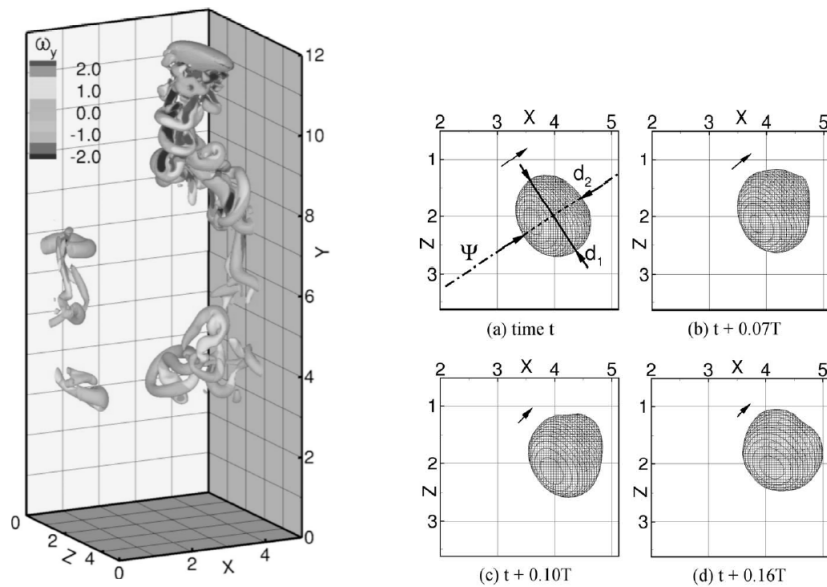 ω_y
2.0
1.0
0.0
-1.0
-2.0
12
10
8
6
4
2
0
Y
0
2
4
Z
0
2
4
X
2 3 X 4 5
1
2
Z
3
d₂
Ψ
d₁
(a) time t
2 3 X 4 5
1
2
Z
3
(b) t + 0.07T
2 3 X 4 5
1
2
Z
3
(c) t + 0.10T
2 3 X 4 5
1
2
Z
3
(d) t + 0.16T